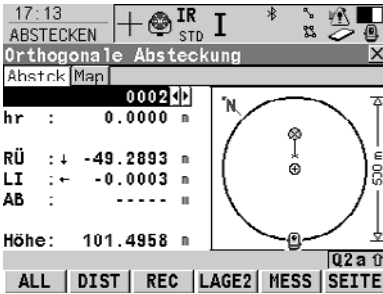 17:13
IR
ABSTECKEN
STD
I
Orthogonale Absteckung
X
Abstck
Map
0002
hr : 0.0000 m
RÜ :↓ -49.2893 m
LI :← -0.0003 m
AB : ----- m
Höhe: 101.4958 m
N
500 m
Q2a⇧
ALL
DIST
REC
LAGE2
MESS
SEITE